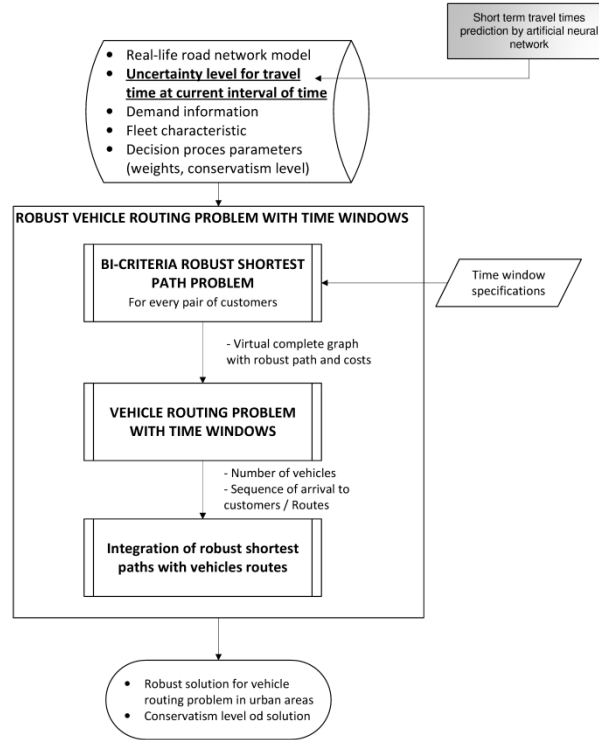 Short term travel times
prediction by artificial neural
network
• Real-life road network model
• Uncertainty level for travel
time at current interval of time
• Demand information
• Fleet characteristic
• Decision proces parameters
(weights, conservatism level)
ROBUST VEHICLE ROUTING PROBLEM WITH TIME WINDOWS
BI-CRITERIA ROBUST SHORTEST
PATH PROBLEM
For every pair of customers
Time window
specifications
- Virtual complete graph
with robust path and costs
VEHICLE ROUTING PROBLEM
WITH TIME WINDOWS
- Number of vehicles
- Sequence of arrival to
customers / Routes
Integration of robust shortest
paths with vehicles routes
• Robust solution for vehicle
routing problem in urban areas
• Conservatism level od solution